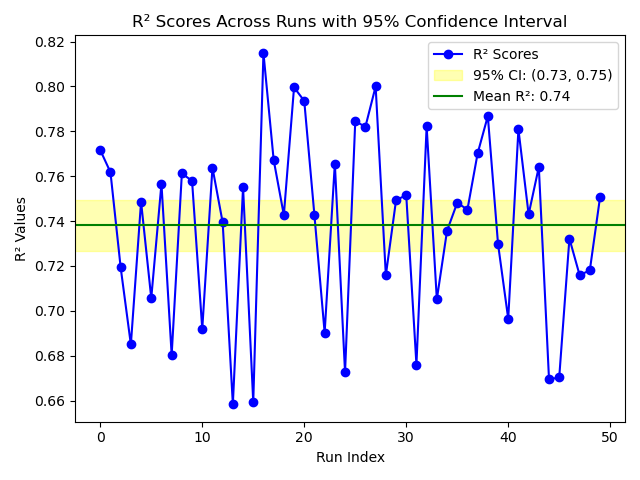 R² Scores Across Runs with 95% Confidence Interval
R² Scores
95% CI: (0.73, 0.75)
Mean R²: 0.74
R² Values
0.82
0.80
0.78
0.76
0.74
0.72
0.70
0.68
0.66
0 10 20 30 40 50
Run Index